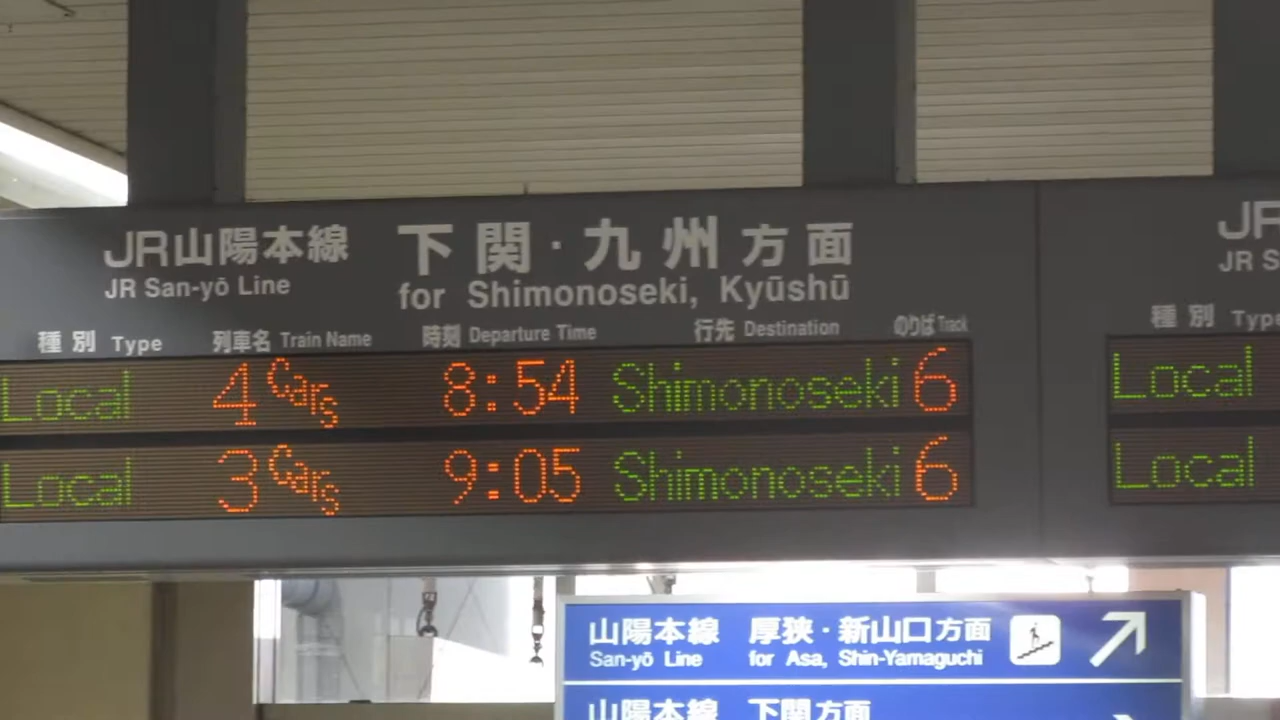 JR山陽本線 下関・九州方面
JR San-yō Line for Shimonoseki, Kyūshū
種別 Type 列車名 Train Name 時刻 Departure Time 行先 Destination のりば Track
Local 4 Cars 8:54 Shimonoseki 6
Local 3 Cars 9:05 Shimonoseki 6
JR
JR S
種別 Type
Local
Local
山陽本線 厚狭・新山口方面
San-yō Line for Asa, Shin-Yamaguchi
山陽本線 下関方面